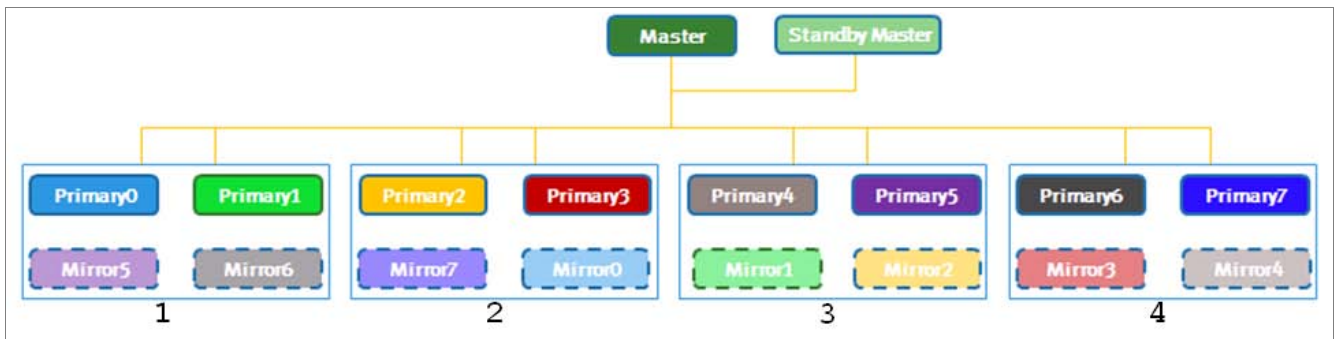 Master Standby Master
Primary0 Primary1 Primary2 Primary3 Primary4 Primary5 Primary6 Primary7
Mirror5 Mirror6 Mirror7 Mirror0 Mirror1 Mirror2 Mirror3 Mirror4
1 2 3 4